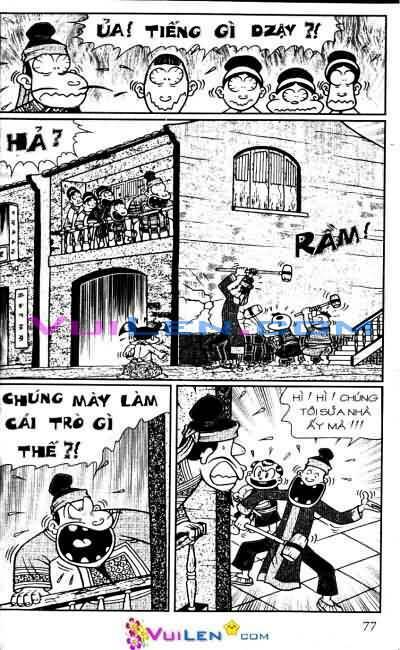 ỦA! TIẾNG GÌ DZẬY?!
HẢ?
RẦM!
VUILEN.COM
CHÚNG MÀY LÀM
CÁI TRÒ GÌ
THẾ?!
HÌ! HÌ! CHÚNG
TÔI SỬA NHÀ
ẤY MÀ!!!
77
VUILEN.COM